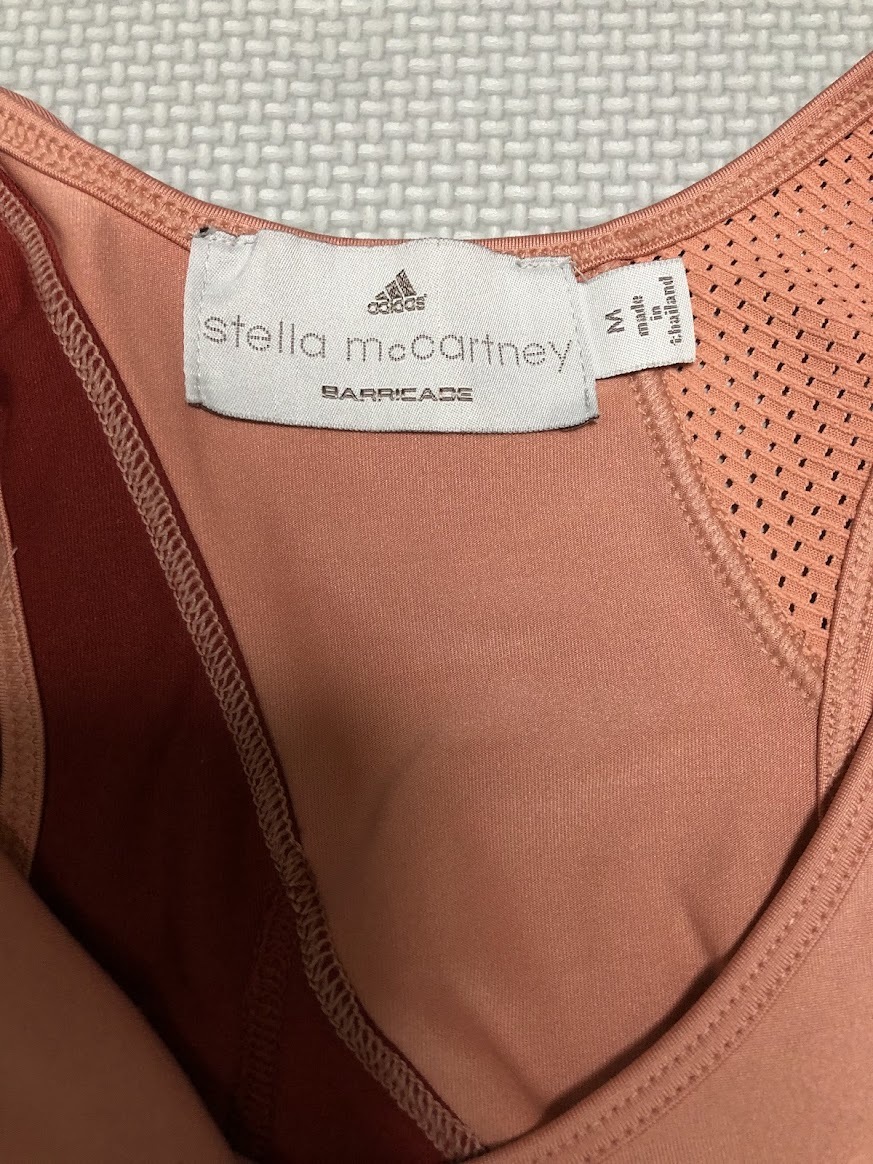 adidas
stella mccartney
BARRICADE
M
made
in
thailand